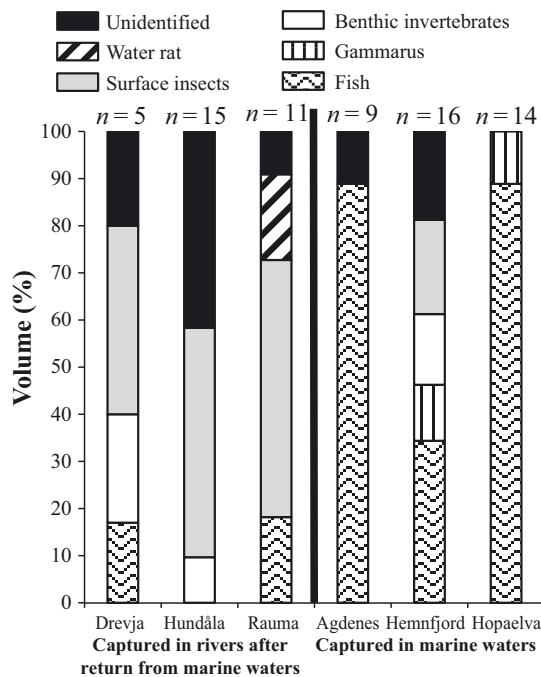 Unidentified
Water rat
Surface insects
Benthic invertebrates
Gammarus
Fish
n = 5 n = 15 n = 11 n = 9 n = 16 n = 14
100
90
80
70
60
50
40
30
20
10
0
Volume (%)
Drevja Hundåla Rauma Agdenes Hemnfjord Hopaelva
Captured in rivers after
return from marine waters
Captured in marine waters